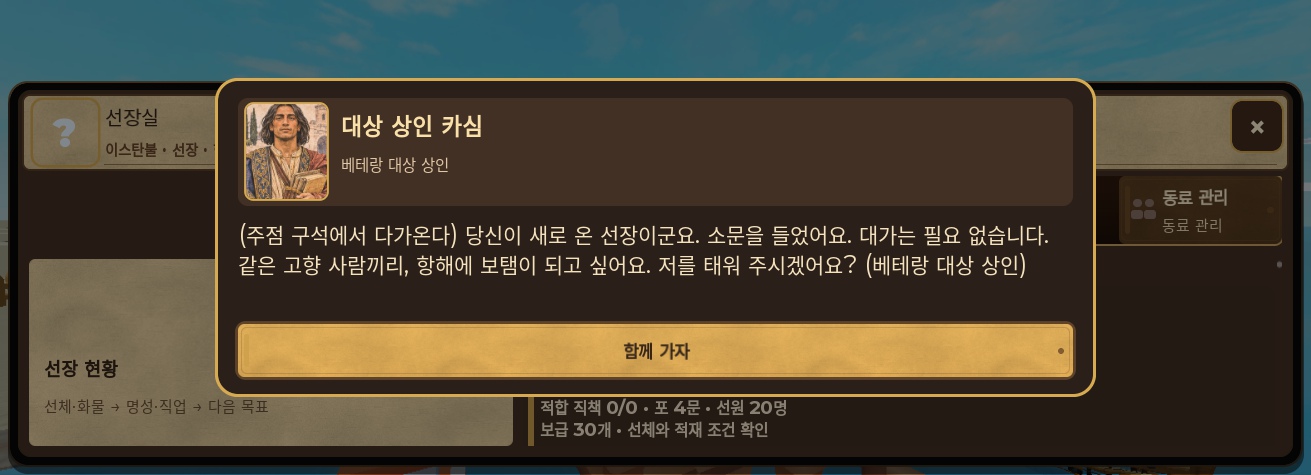 대상 상인 카심
베테랑 대상 상인
(주점 구석에서 다가온다) 당신이 새로 온 선장이군요. 소문을 들었어요. 대가는 필요 없습니다.
같은 고향 사람끼리, 항해에 보탬이 되고 싶어요. 저를 태워 주시겠어요? (베테랑 대상 상인)
함께 가자
?
선장실
이스탄불 • 선장 •
×
동료 관리
동료 관리
선장 현황
선체·화물 → 명성·직업 → 다음 목표
적합 직책 0/0 • 포 4문 • 선원 20명
보급 30개 • 선체와 적재 조건 확인